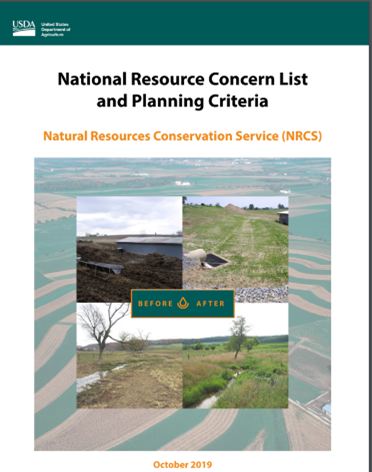 USDA
United States
Department of
Agriculture
National Resource Concern List
and Planning Criteria
Natural Resources Conservation Service (NRCS)
BEFORE AFTER
October 2019